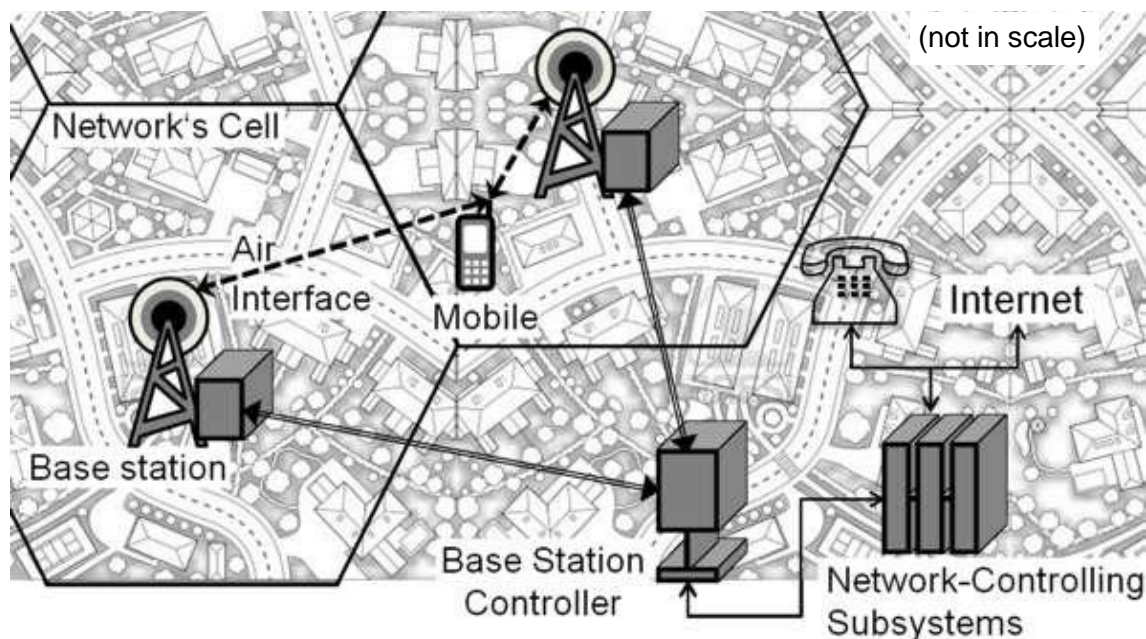 (not in scale)
Network‘s Cell
Air
Interface
Mobile
Internet
Base station
Base Station
Controller
Network-Controlling
Subsystems